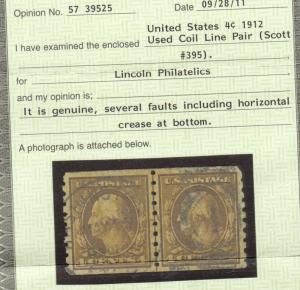 Opinion No. 57 39525 Date 09/28/11
United States 4¢ 1912
I have examined the enclosed Used Coil Line Pair (Scott
#395).
for Lincoln Philatelics
and my opinion is;
It is genuine, several faults including horizontal
crease at bottom.
A photograph is attached below.
U.S. POSTAGE U.S. POSTAGE